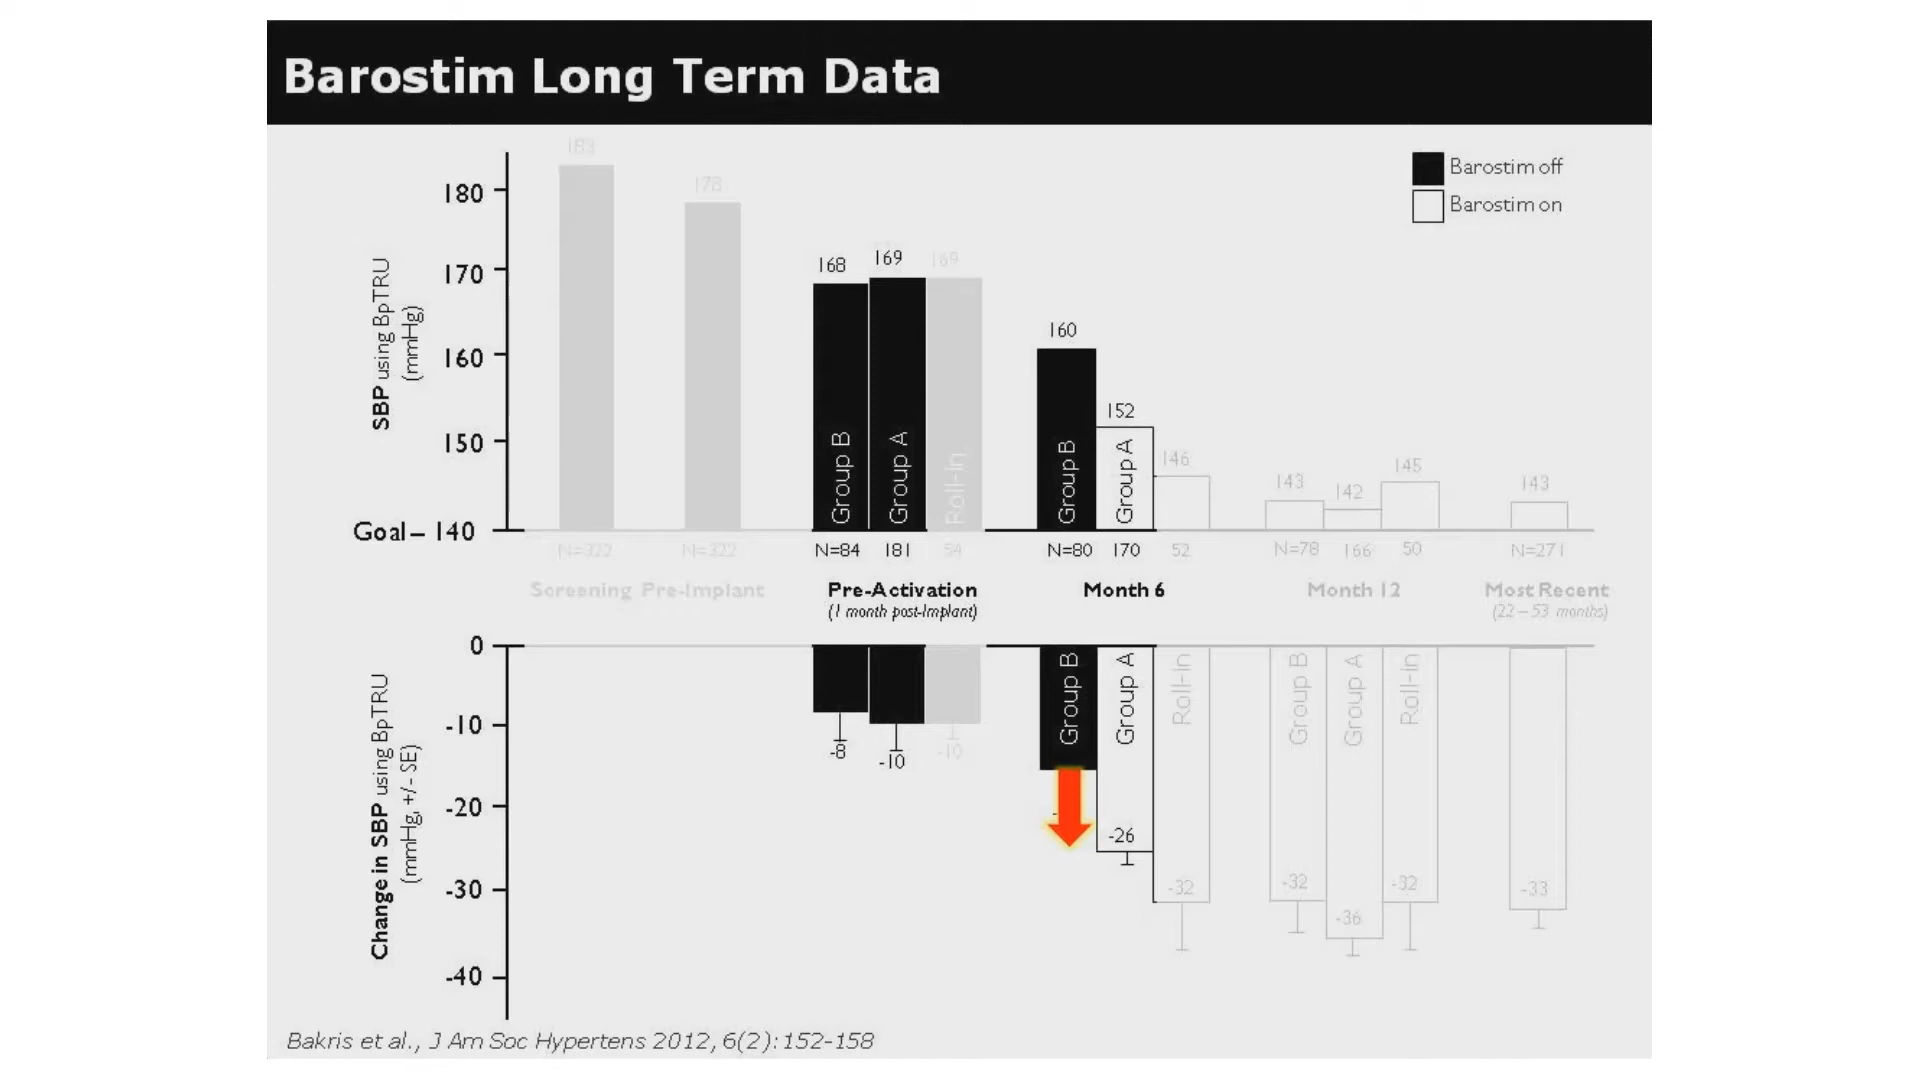 Barostim Long Term Data
183
178
168
169
169
160
152
146
143
142
145
143
Barostim off
Barostim on
180
170
160
150
Goal – 140
SBP using BpTRU
(mmHg)
Group B
Group A
Roll-In
Group B
Group A
N=322
N=322
N=84
181
54
N=80
170
52
N=78
166
50
N=271
Screening
Pre-Implant
Pre-Activation
(1 month post-Implant)
Month 6
Month 12
Most Recent
(22 – 53 months)
0
-10
-20
-30
-40
Change in SBP using BpTRU
(mmHg, +/- SE)
-8
-10
-10
Group B
Group A
Roll-In
-26
-32
Group B
Group A
Roll-In
-32
-36
-32
-33
Bakris et al., J Am Soc Hypertens 2012, 6(2):152-158